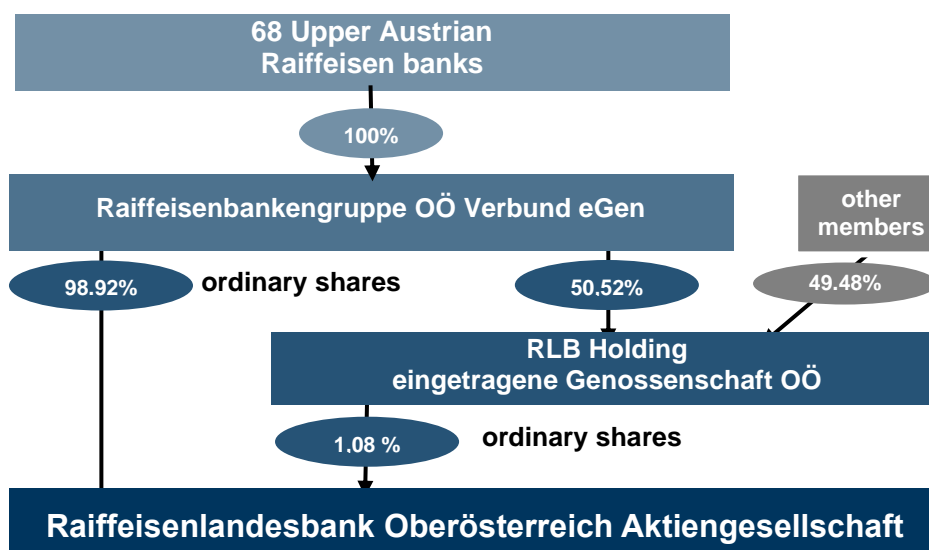 68 Upper Austrian
Raiffeisen banks
100%
Raiffeisenbankengruppe OÖ Verbund eGen
other
members
98.92%
ordinary shares
50.52%
49.48%
RLB Holding
eingetragene Genossenschaft OÖ
1.08 %
ordinary shares
Raiffeisenlandesbank Oberösterreich Aktiengesellschaft